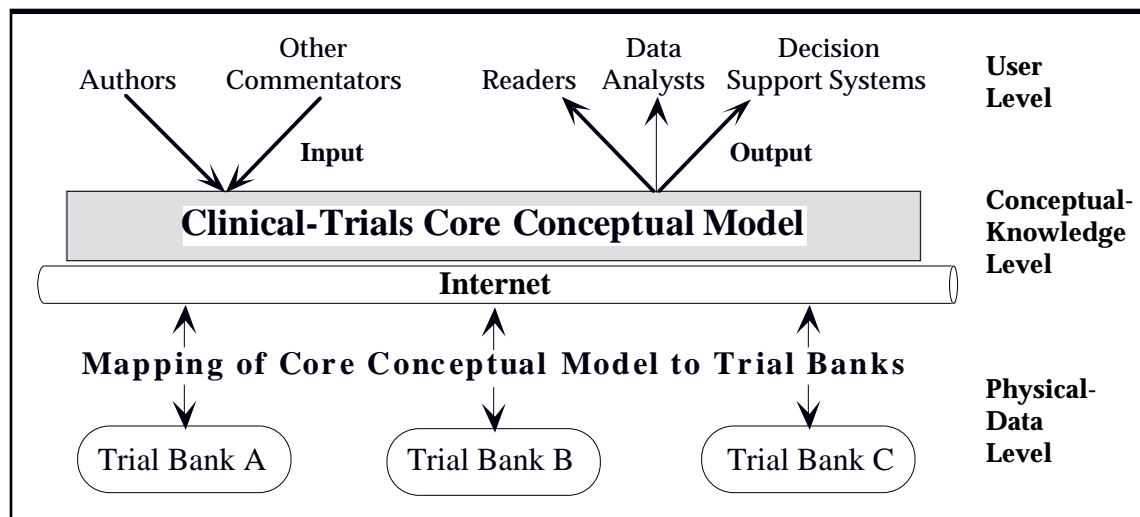 Authors
Other
Commentators
Readers
Data
Analysts
Decision
Support Systems
User
Level
Input
Output
Clinical-Trials Core Conceptual Model
Conceptual-
Knowledge
Level
Internet
Mapping of Core Conceptual Model to Trial Banks
Physical-
Data
Level
Trial Bank A
Trial Bank B
Trial Bank C